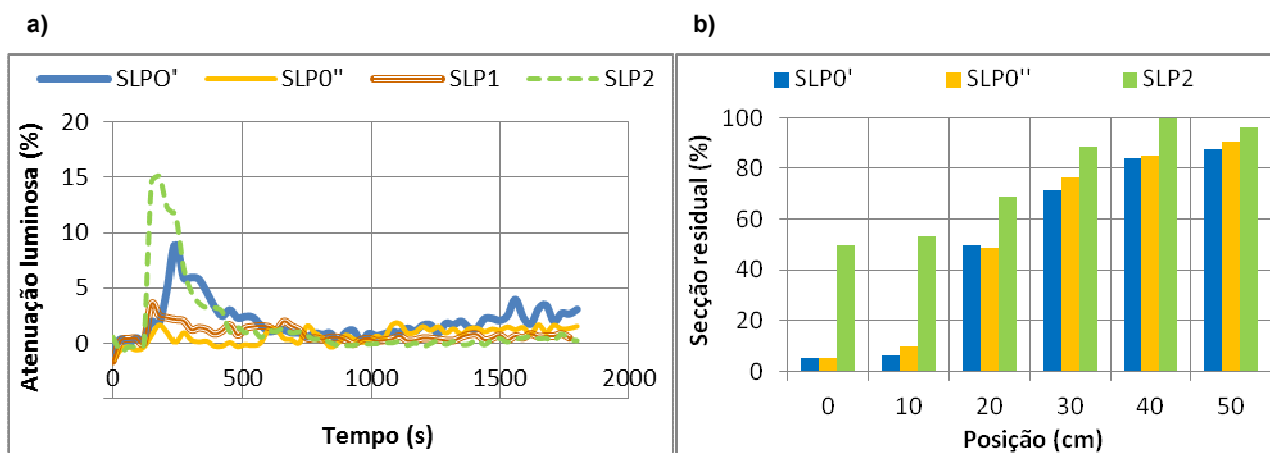 a)
b)
SLPO' SLP0'' SLP1 SLP2
Atenuação luminosa (%)
20
15
10
5
0
0 500 1000 1500 2000
Tempo (s)
SLP0' SLP0'' SLP2
Secção residual (%)
100
80
60
40
20
0
0 10 20 30 40 50
Posição (cm)